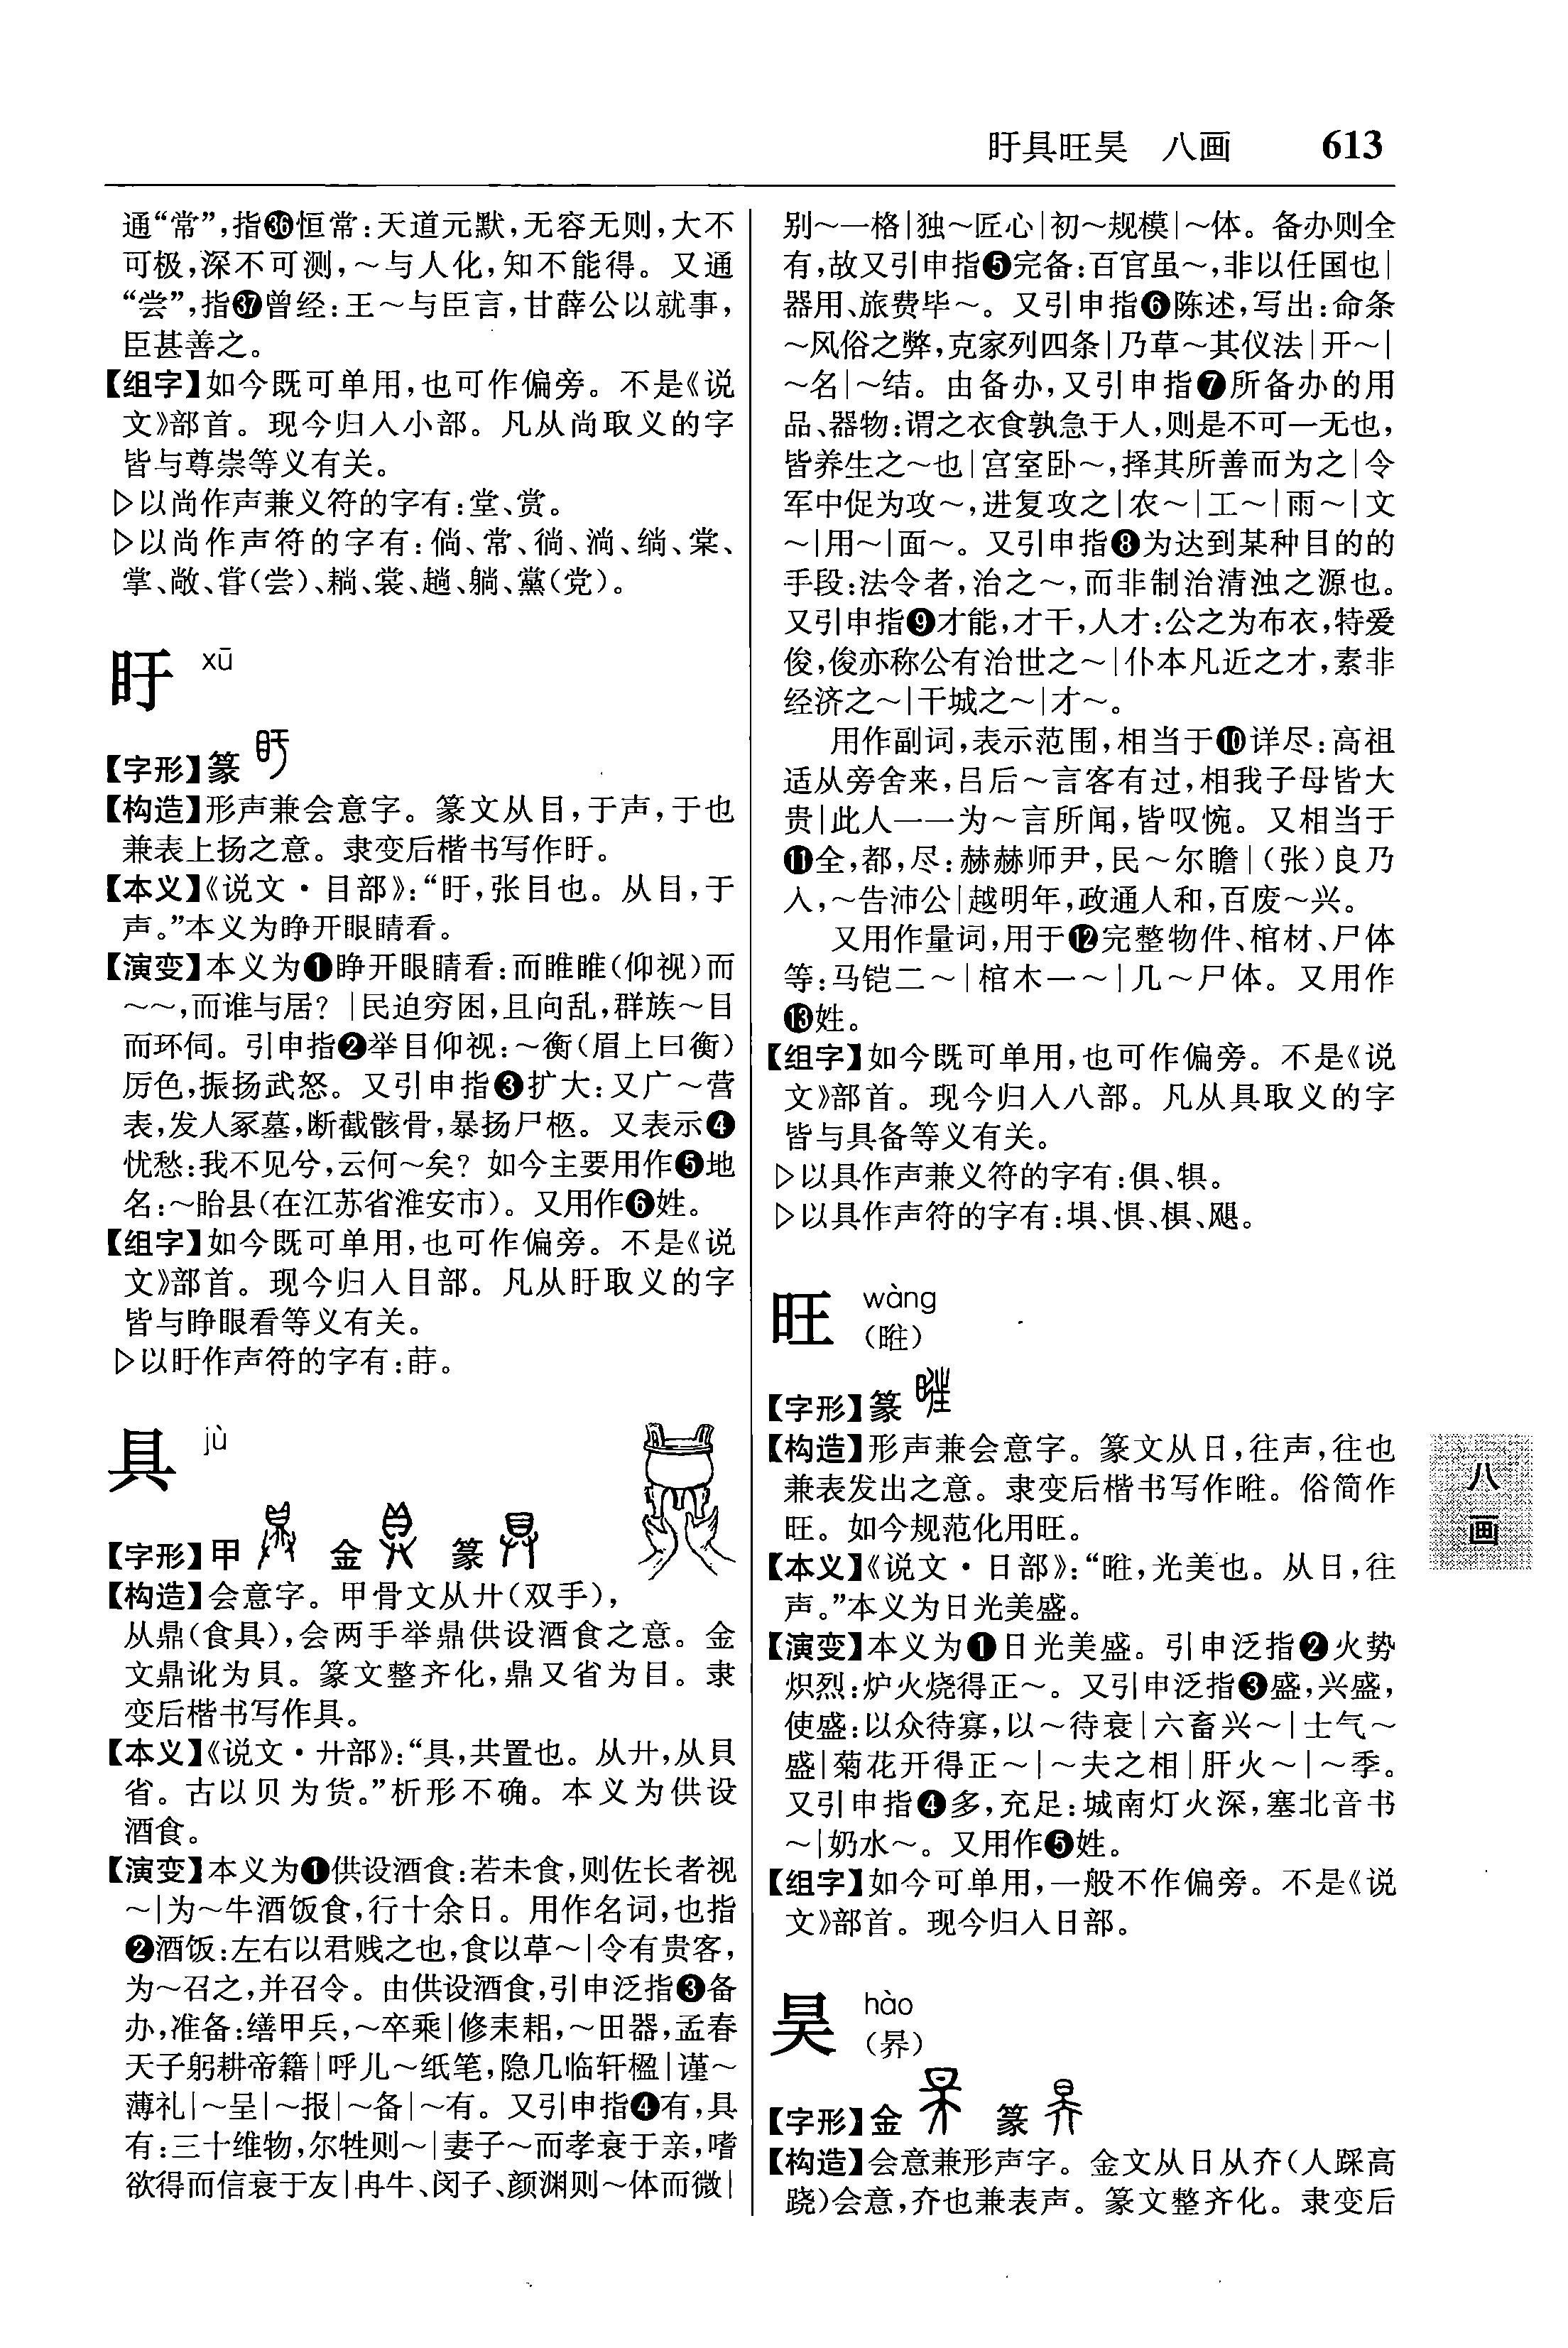 盱具旺昊　八画　613
通“常”,指㊱恒常:天道元默,无容无则,大不
可极,深不可测,～与人化,知不能得。又通
“尝”,指㊲曾经:王～与臣言,甘薛公以就事,
臣甚善之。
【组字】如今既可单用,也可作偏旁。不是《说
文》部首。现今归入小部。凡从尚取义的字
皆与尊崇等义有关。
▷以尚作声兼义符的字有:堂、赏。
▷以尚作声符的字有:倘、常、徜、淌、绱、棠、
掌、敞、甞(尝)、耥、裳、趟、躺、黨(党)。
盱 xū
【字形】篆
【构造】形声兼会意字。篆文从目,于声,于也
兼表上扬之意。隶变后楷书写作盱。
【本义】《说文·目部》:“盱,张目也。从目,于
声。”本义为睁开眼睛看。
【演变】本义为❶睁开眼睛看:而睢睢(仰视)而
～～,而谁与居？|民迫穷困,且向乱,群族～目
而环伺。引申指❷举目仰视:～衡(眉上曰衡)
厉色,振扬武怒。又引申指❸扩大:又广～营
表,发人冢墓,断截骸骨,暴扬尸柩。又表示❹
忧愁:我不见兮,云何～矣？如今主要用作❺地
名:～眙县(在江苏省淮安市)。又用作❻姓。
【组字】如今既可单用,也可作偏旁。不是《说
文》部首。现今归入目部。凡从盱取义的字
皆与睁眼看等义有关。
▷以盱作声符的字有:蓒。
具 jù
【字形】甲 金 篆
【构造】会意字。甲骨文从廾(双手),
从鼎(食具),会两手举鼎供设酒食之意。金
文鼎讹为貝。篆文整齐化,鼎又省为目。隶
变后楷书写作具。
【本义】《说文·廾部》:“具,共置也。从廾,从貝
省。古以贝为货。”析形不确。本义为供设
酒食。
【演变】本义为❶供设酒食:若未食,则佐长者视
～|为～牛酒饭食,行十余日。用作名词,也指
❷酒饭:左右以君贱之也,食以草～|令有贵客,
为～召之,并召令。由供设酒食,引申泛指❸备
办,准备:缮甲兵,～卒乘|修耒耜,～田器,孟春
天子躬耕帝籍|呼儿～纸笔,隐几临轩楹|谨～
薄礼|～呈|～报|～备|～有。又引申指❹有,具
有:三十维物,尔牲则～|妻子～而孝衰于亲,嗜
欲得而信衰于友|冉牛、闵子、颜渊则～体而微|
别～一格|独～匠心|初～规模|～体。备办则全
有,故又引申指❺完备:百官虽～,非以任国也|
器用、旅费毕～。又引申指❻陈述,写出:命条
～风俗之弊,克家列四条|乃草～其仪法|开～|
～名|～结。由备办,又引申指❼所备办的用
品、器物:谓之衣食孰急于人,则是不可一无也,
皆养生之～也|宫室卧～,择其所善而为之|令
军中促为攻～,进复攻之|农～|工～|雨～|文
～|用～|面～。又引申指❽为达到某种目的的
手段:法令者,治之～,而非制治清浊之源也。
又引申指❾才能,才干,人才:公之为布衣,特爱
俊,俊亦称公有治世之～|仆本凡近之才,素非
经济之～|干城之～|才～。
用作副词,表示范围,相当于❿详尽:高祖
适从旁舍来,吕后～言客有过,相我子母皆大
贵|此人一一为～言所闻,皆叹惋。又相当于
⓫全,都,尽:赫赫师尹,民～尔瞻|(张)良乃
入,～告沛公|越明年,政通人和,百废～兴。
又用作量词,用于⓬完整物件、棺材、尸体
等:马铠二～|棺木一～|几～尸体。又用作
⓭姓。
【组字】如今既可单用,也可作偏旁。不是《说
文》部首。现今归入八部。凡从具取义的字
皆与具备等义有关。
▷以具作声兼义符的字有:俱、犋。
▷以具作声符的字有:埧、惧、椇、飓。
旺 wàng
(暀)
【字形】篆
【构造】形声兼会意字。篆文从日,往声,往也
兼表发出之意。隶变后楷书写作暀。俗简作
旺。如今规范化用旺。
【本义】《说文·日部》:“暀,光美也。从日,往
声。”本义为日光美盛。
【演变】本义为❶日光美盛。引申泛指❷火势
炽烈:炉火烧得正～。又引申泛指❸盛,兴盛,
使盛:以众待寡,以～待衰|六畜兴～|士气～
盛|菊花开得正～|～夫之相|肝火～|～季。
又引申指❹多,充足:城南灯火深,塞北音书
～|奶水～。又用作❺姓。
【组字】如今可单用,一般不作偏旁。不是《说
文》部首。现今归入日部。
昊 hào
(昦)
【字形】金 篆
【构造】会意兼形声字。金文从日从夰(人踩高
跷)会意,夰也兼表声。篆文整齐化。隶变后
八
画